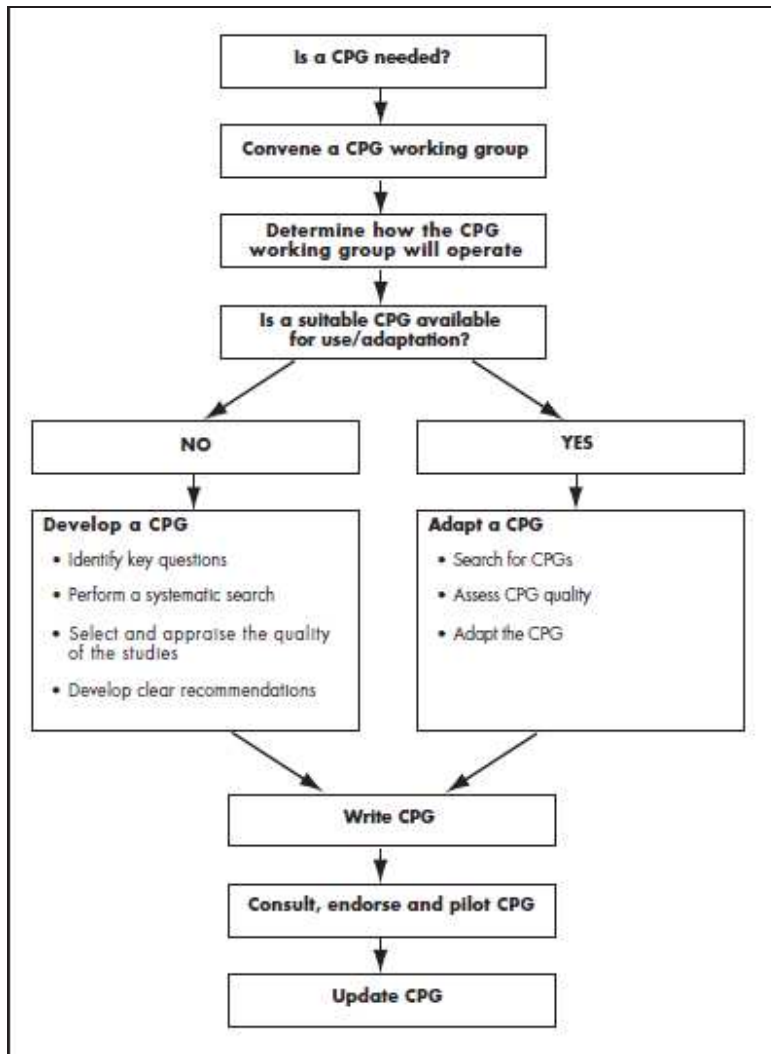 Is a CPG needed?
Convene a CPG working group
Determine how the CPG
working group will operate
Is a suitable CPG available
for use/adaptation?
NO
YES
Develop a CPG
• Identify key questions
• Perform a systematic search
• Select and appraise the quality
of the studies
• Develop clear recommendations
Adapt a CPG
• Search for CPGs
• Assess CPG quality
• Adapt the CPG
Write CPG
Consult, endorse and pilot CPG
Update CPG